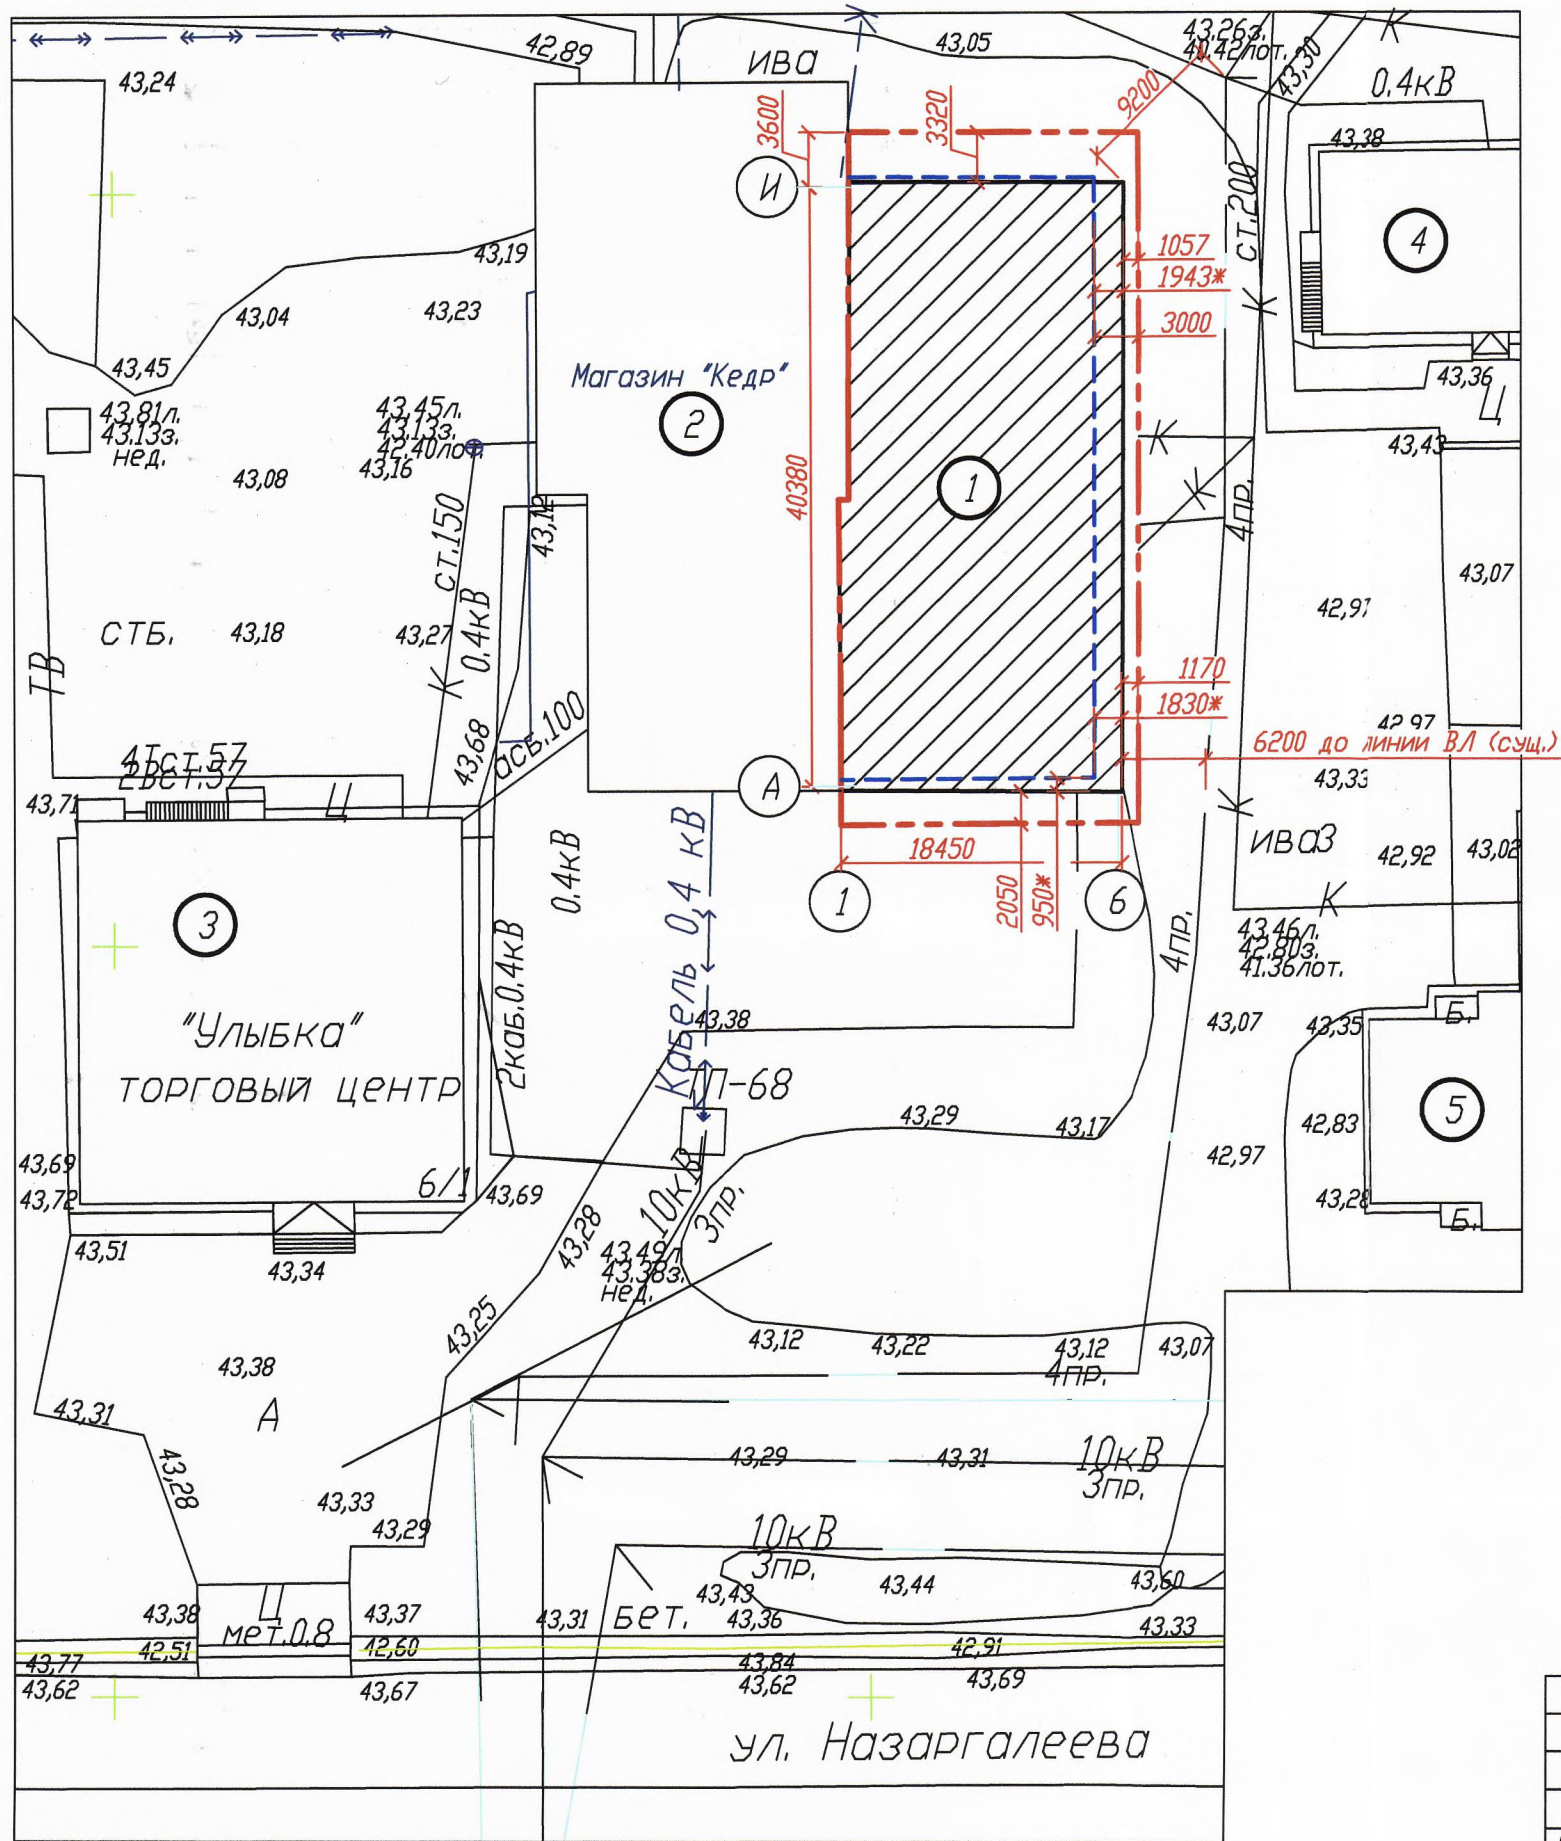 42,89
43,24
ИВА
43,05
43.26з.
40.42лот.
43,30
К
0.4кВ
43,38
3600
3320
9200
И
ст.200
4
43,19
43,04
43,23
43,45
1057
1943*
3000
К
Магазин "Кедр"
2
43,36
Ц
43,43
43.81л.
43.13з.
нед.
43.45л.
43.13з.
42.40лот.
43,16
43,08
ст.150
43,12
40380
1
К
К
4ПР.
43,07
42,97
СТБ.
43,18
43,27
0.4кВ
К
ТВ
1170
1830*
42,97
6200 до линии ВЛ (сущ.)
43,33
43,68
асб.100
4Тст.57
2Вст.57
43,71
Ц
А
К
ИВАЗ
42,92
43,02
18450
2050
950*
1
6
0.4кВ
Кабель 0,4 кВ
3
К
4ПР.
43.46л.
42.80з.
41.36лот.
2каб.0.4кВ
"Улыбка"
ТОРГОВЫЙ ЦЕНТР
43,38
43,07
43,35
Б.
ТП-68
43,29
43,17
42,83
5
42,97
43,28
Б.
43,69
43,72
6/1
43,69
10кВ
3ПР.
43,51
43,34
43,28
43.49л.
43.38з.
нед.
43,25
43,12
43,22
43,12
43,07
4ПР.
43,38
43,31
А
43,28
43,29
43,31
10кВ
3ПР.
43,33
43,29
10кВ
3ПР.
43,43
43,44
43,60
43,38
Ц
мет.0.8
43,37
43,31
БЕТ.
43,36
43,33
42,51
42,60
42,91
43,77
43,84
43,62
43,67
43,62
43,69
ул. Назаргалеева